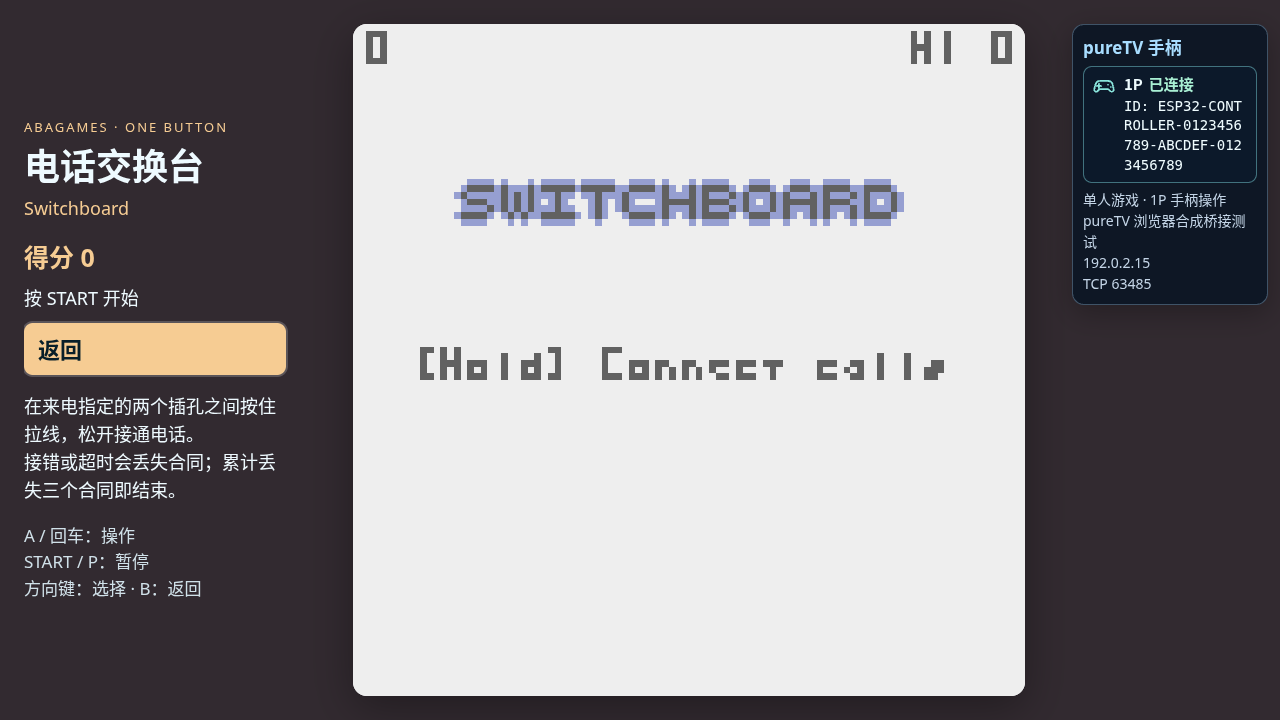 ABAGAMES · ONE BUTTON
电话交换台
Switchboard
得分 0
按 START 开始
返回
在来电指定的两个插孔之间按住
拉线，松开接通电话。
接错或超时会丢失合同；累计丢
失三个合同即结束。
A / 回车：操作
START / P：暂停
方向键：选择 · B：返回
0
HI 0
SWITCHBOARD
[Hold] Connect calls
pureTV 手柄
1P 已连接
ID: ESP32-CONT
ROLLER-0123456
789-ABCDEF-012
3456789
单人游戏 · 1P 手柄操作
pureTV 浏览器合成桥接测
试
192.0.2.15
TCP 63485